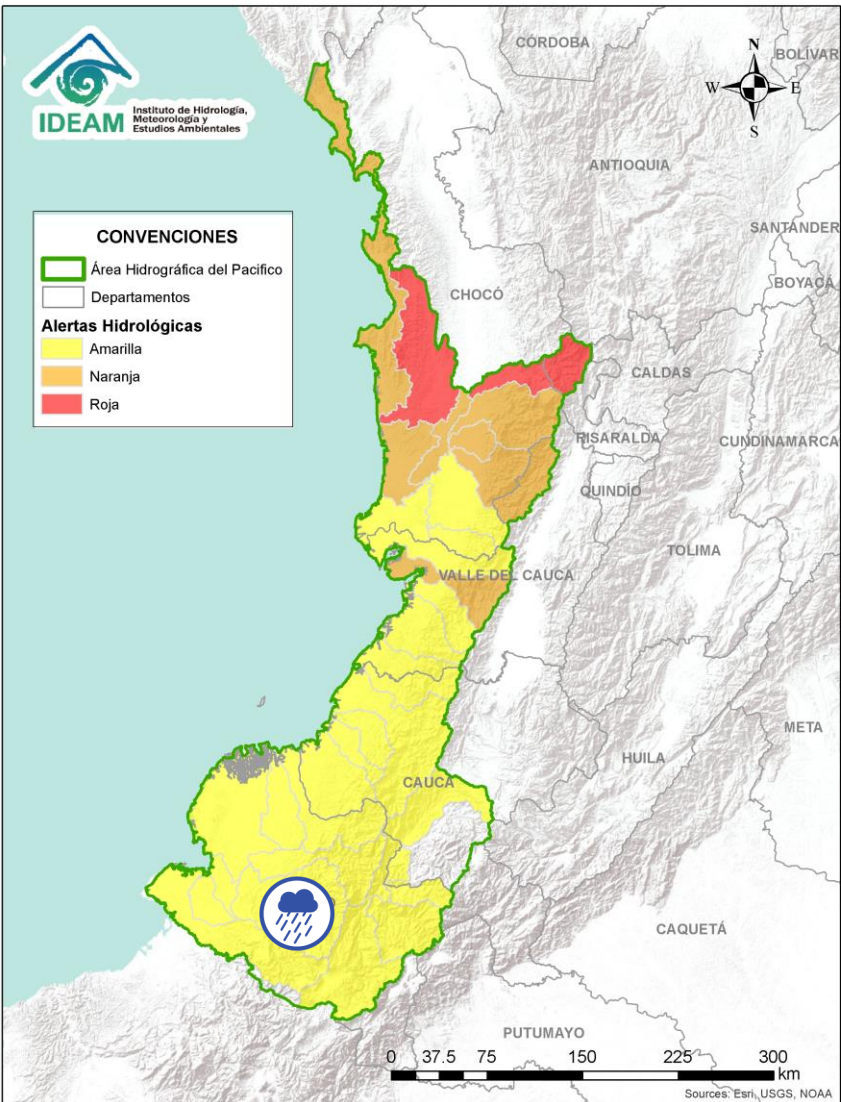 IDEAM
Instituto de Hidrología,
Meteorología y
Estudios Ambientales
N
W E
S
CÓRDOBA
BOLIVAR
ANTIOQUIA
SANTANDER
BOYACÁ
CHOCÓ
CALDAS
RISARALDA
CUNDINAMARCA
QUINDÍO
TOLIMA
VALLE DEL CAUCA
META
HUILA
CAUCA
CAQUETÁ
PUTUMAYO
CONVENCIONES
Área Hidrográfica del Pacifico
Departamentos
Alertas Hidrológicas
Amarilla
Naranja
Roja
0 37.5 75 150 225 300
km
Sources: Esri, USGS, NOAA